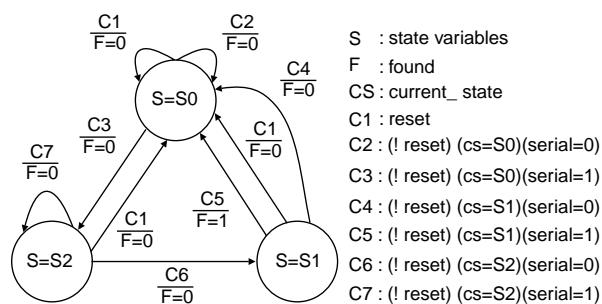 C1
F=0
C2
F=0
C4
F=0
S=S0
C3
F=0
C1
F=0
C7
F=0
C5
F=1
C1
F=0
S=S2
C6
F=0
S=S1
S : state variables
F : found
CS : current_ state
C1 : reset
C2 : (! reset) (cs=S0)(serial=0)
C3 : (! reset) (cs=S0)(serial=1)
C4 : (! reset) (cs=S1)(serial=0)
C5 : (! reset) (cs=S1)(serial=1)
C6 : (! reset) (cs=S2)(serial=0)
C7 : (! reset) (cs=S2)(serial=1)